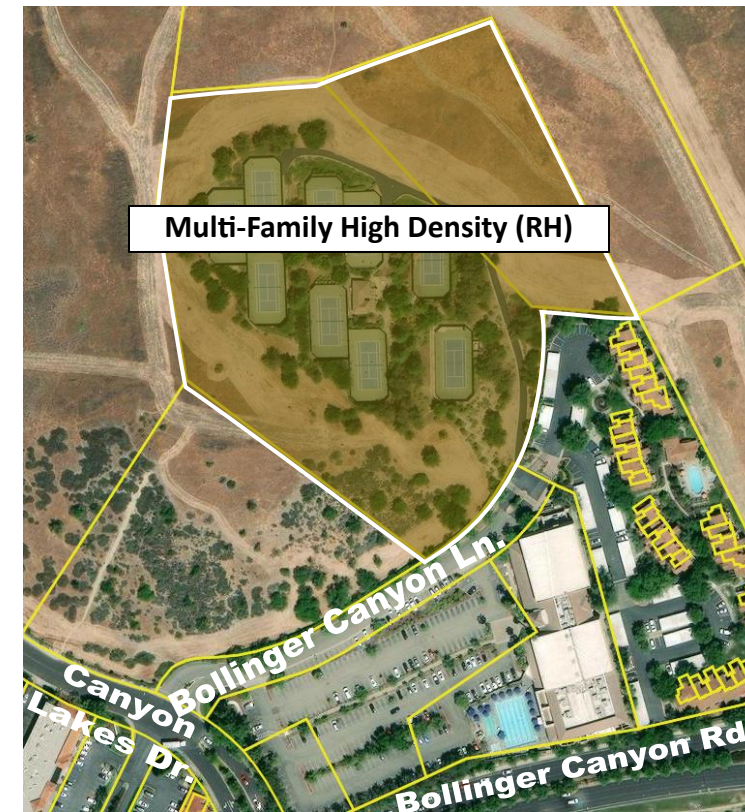 Multi-Family High Density (RH)
Bollinger Canyon Ln.
Canyon
Lakes Dr.
Bollinger Canyon Rd